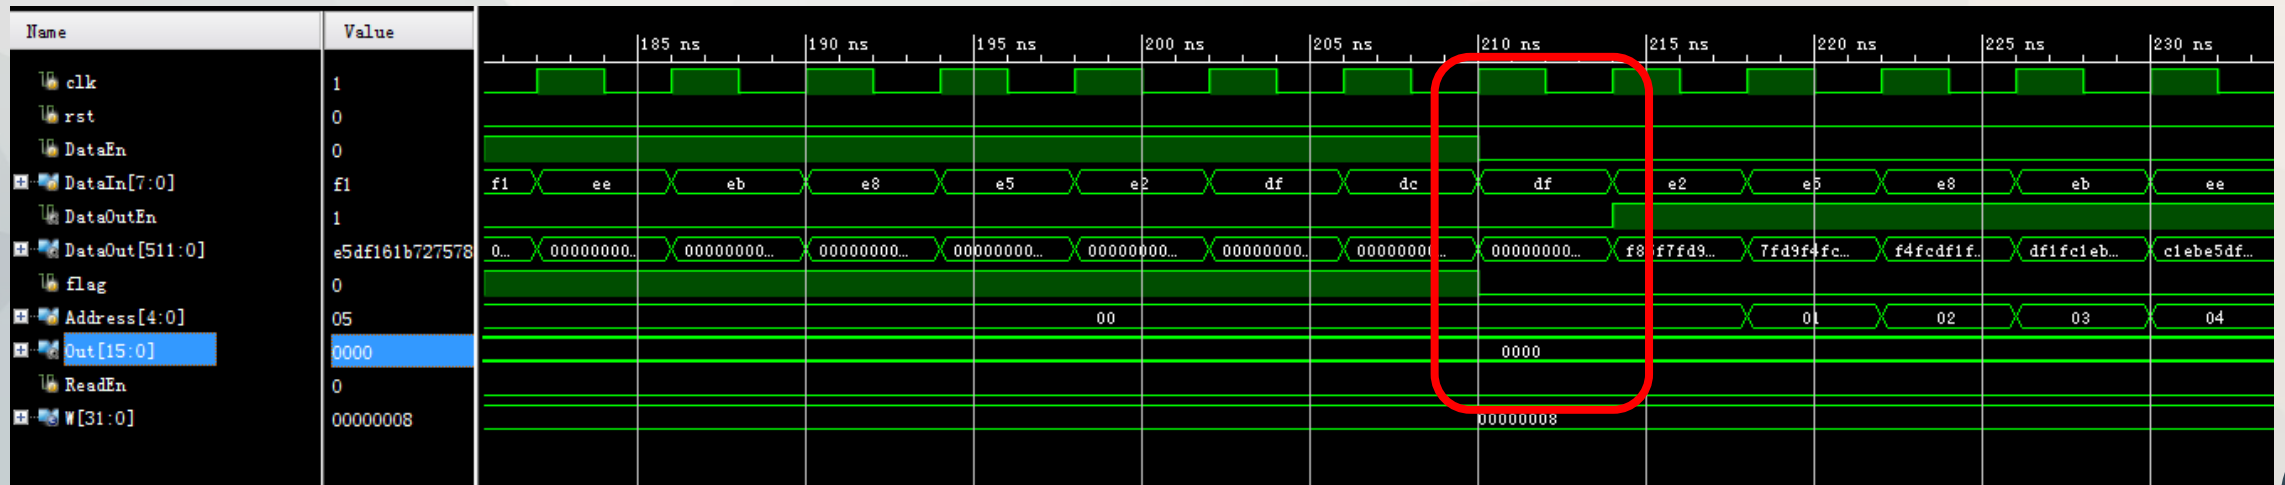 Name Value
185 ns 190 ns 195 ns 200 ns 205 ns 210 ns 215 ns 220 ns 225 ns 230 ns
clk 1
rst 0
DataEn 0
DataIn[7:0] f1 f1 ee eb e8 e5 e2 df dc df e2 e5 e8 eb ee
DataOutEn 1
DataOut[511:0] e5df161b727578 0... 00000000... 00000000... 00000000... 00000000... 00000000... 00000000... 00000000... 00000000... 7fd9f4fc... f4fcdf1f... df1fc1eb... c1ebe5df...
flag 0
Address[4:0] 05 00 01 02 03 04
Out[15:0] 0000 0000
ReadEn 0
W[31:0] 00000008 00000008